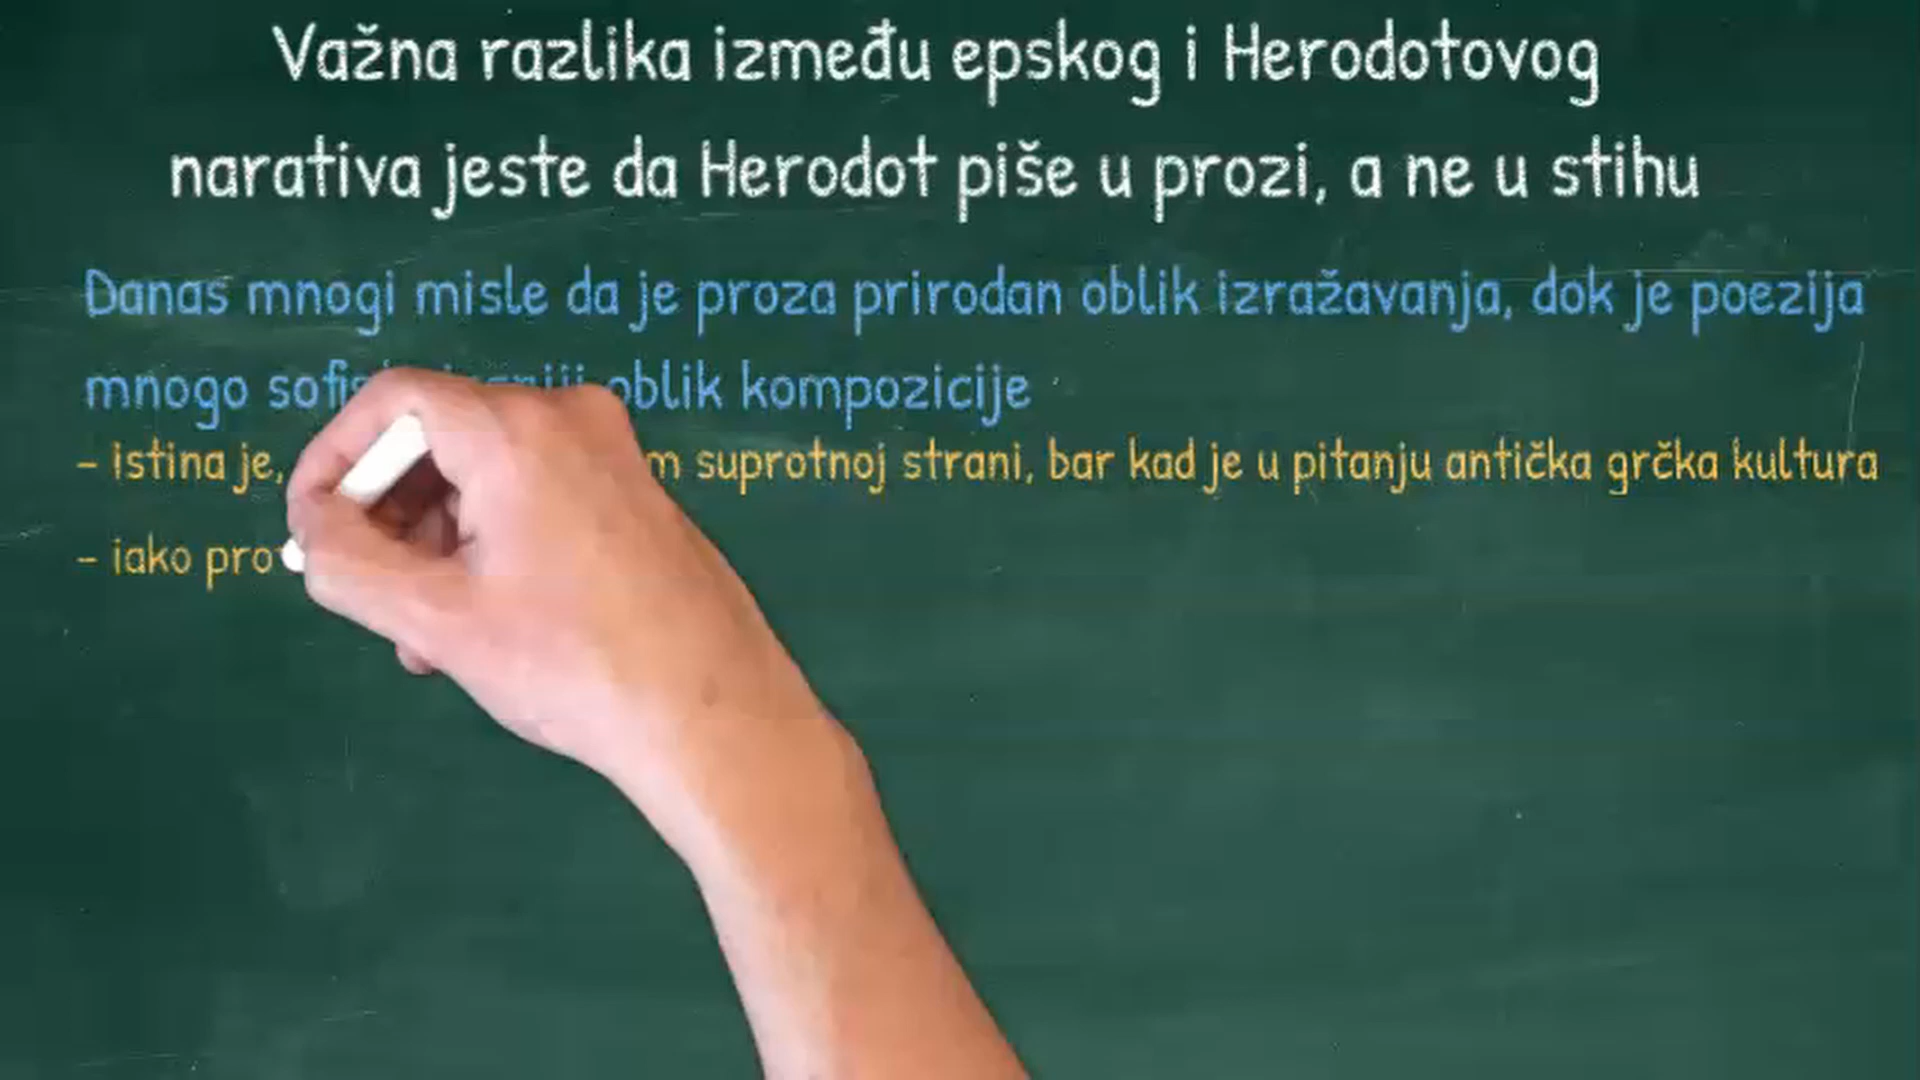 Važna razlika između epskog i Herodotovog
narativa jeste da Herodot piše u prozi, a ne u stihu
Danas mnogi misle da je proza prirodan oblik izražavanja, dok je poezija
mnogo oblik kompozicije
- istina je, suprotnoj strani, bar kad je u pitanju antička grčka kultura
- iako